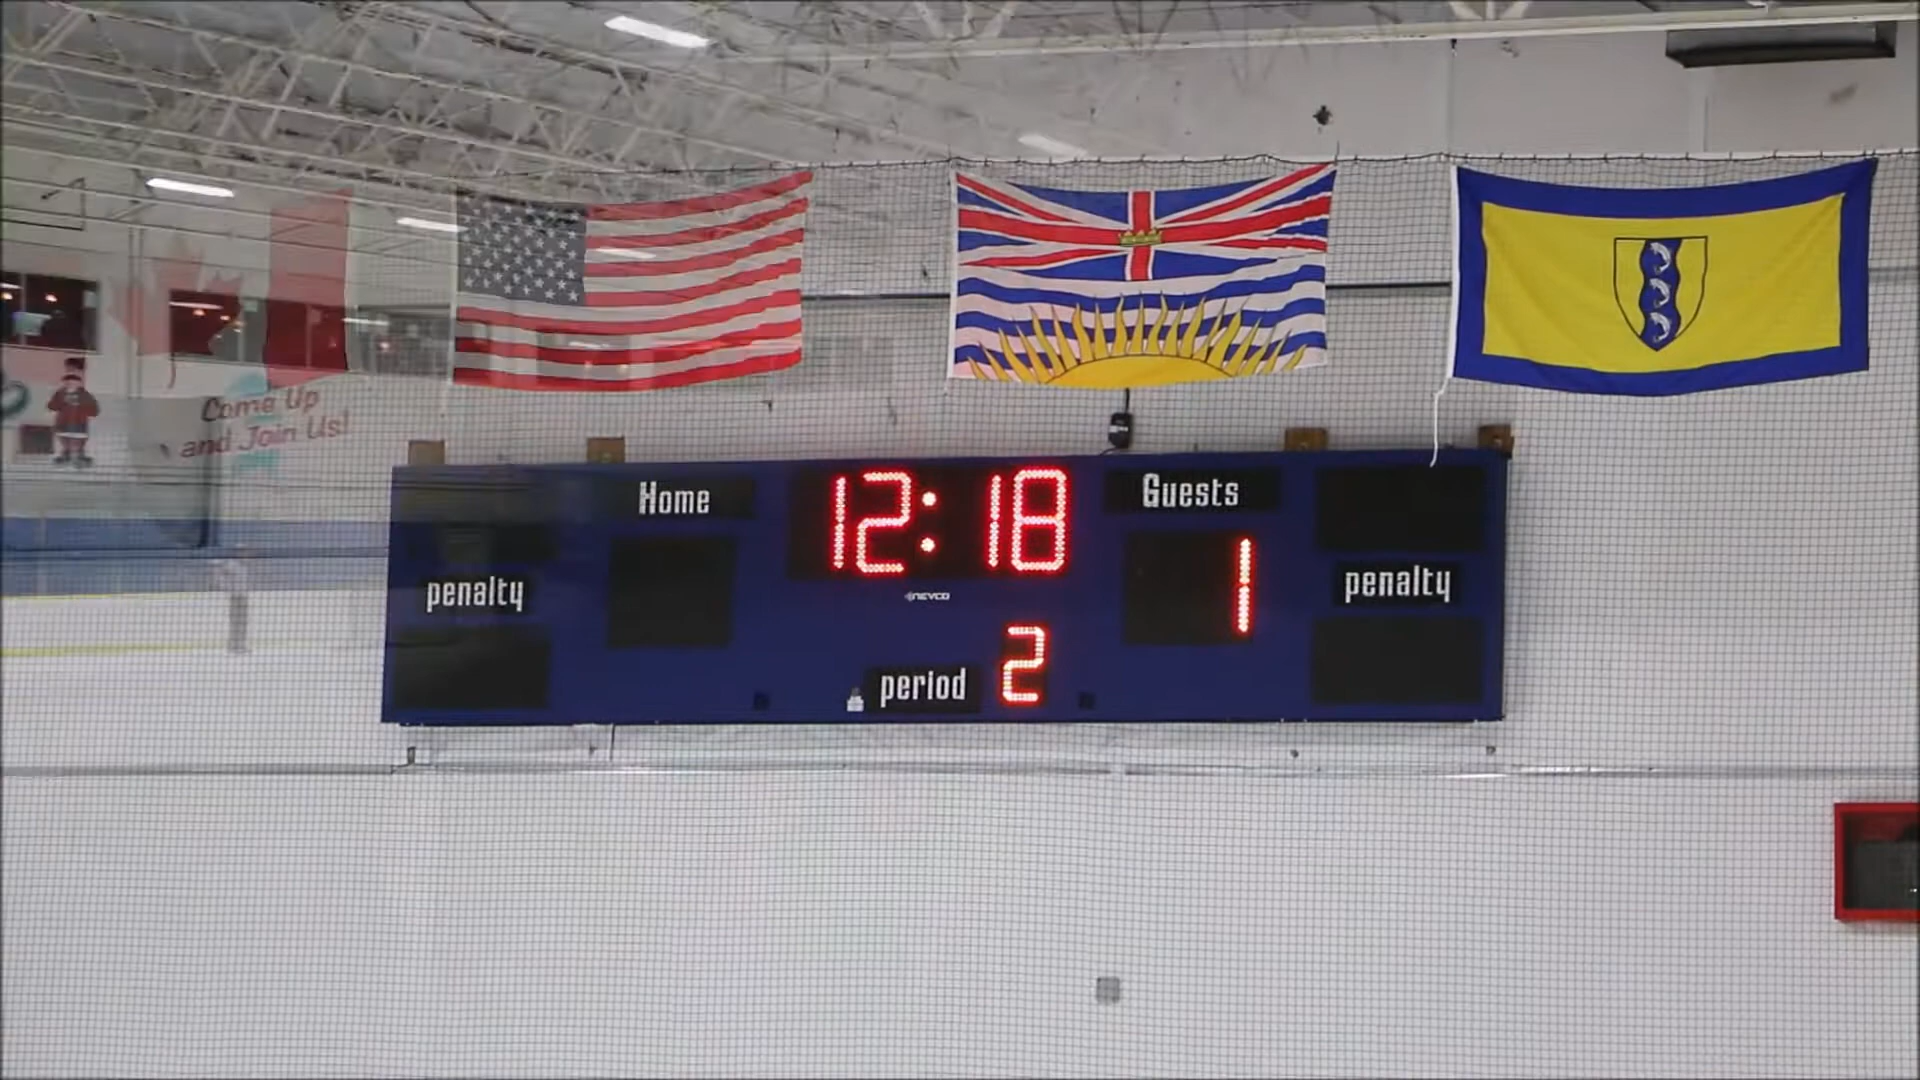 Come Up
and Join Us!
Home
12:18
Guests
penalty
1
penalty
NEVCO
period 2